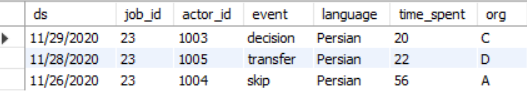 ds job_id actor_id event language time_spent org
11/29/2020 23 1003 decision Persian 20 C
11/28/2020 23 1005 transfer Persian 22 D
11/26/2020 23 1004 skip Persian 56 A